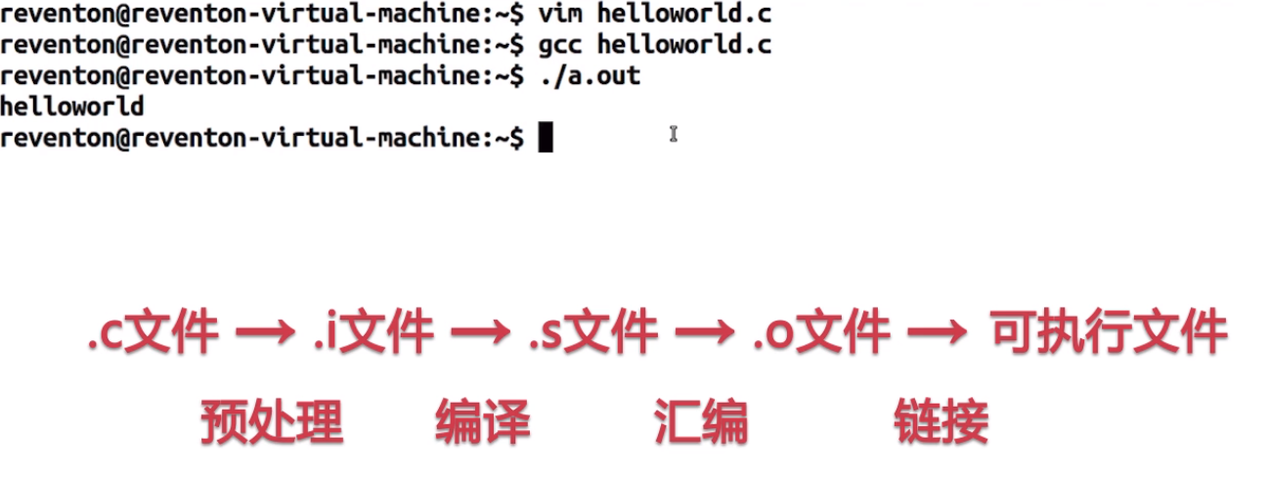 reventon@reventon-virtual-machine:~$ vim helloworld.c
reventon@reventon-virtual-machine:~$ gcc helloworld.c
reventon@reventon-virtual-machine:~$ ./a.out
helloworld
reventon@reventon-virtual-machine:~$
.c文件 → .i文件 → .s文件 → .o文件 → 可执行文件
预处理 编译 汇编 链接